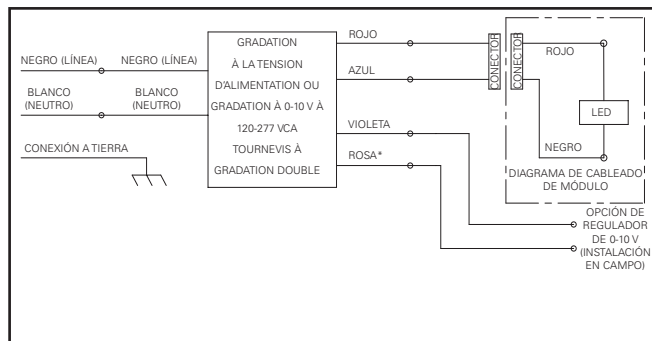 NEGRO (LÍNEA)
NEGRO (LÍNEA)
BLANCO
(NEUTRO)
BLANCO
(NEUTRO)
CONEXIÓN A TIERRA
GRADATION
À LA TENSION
D'ALIMENTATION OU
GRADATION À 0-10 V À
120-277 VCA
TOURNEVIS À
GRADATION DOUBLE
ROJO
AZUL
VIOLETA
ROSA*
CONECTOR
CONECTOR
ROJO
LED
NEGRO
DIAGRAMA DE CABLEADO
DE MÓDULO
OPCIÓN DE
REGULADOR
DE 0-10 V
(INSTALACIÓN
EN CAMPO)